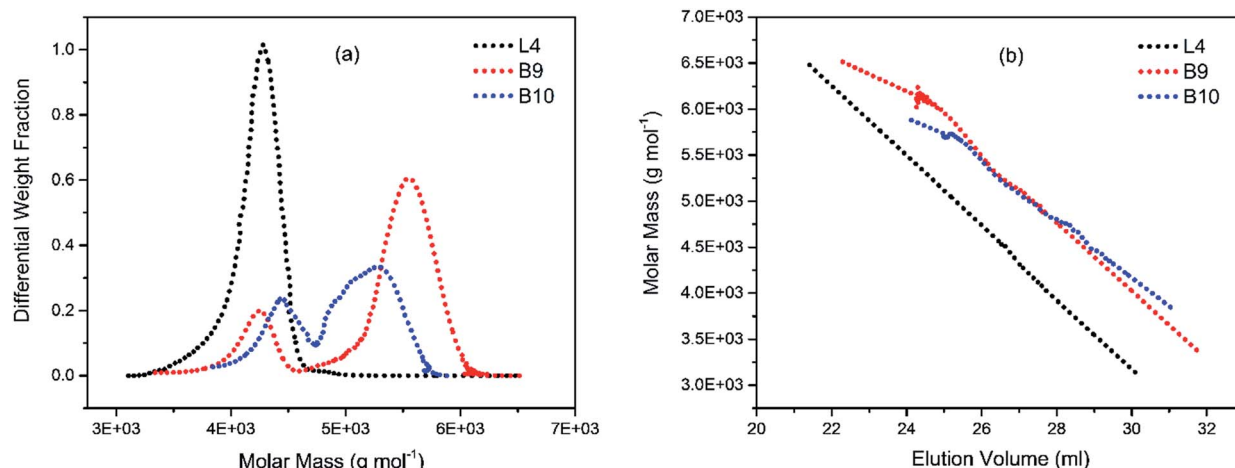 (a)
L4
B9
B10
Differential Weight Fraction
1.0
0.8
0.6
0.4
0.2
0.0
3E+03 4E+03 5E+03 6E+03 7E+03
Molar Mass (g mol⁻¹)
(b)
L4
B9
B10
Molar Mass (g mol⁻¹)
7.0E+03
6.5E+03
6.0E+03
5.5E+03
5.0E+03
4.5E+03
4.0E+03
3.5E+03
3.0E+03
20 22 24 26 28 30 32
Elution Volume (ml)